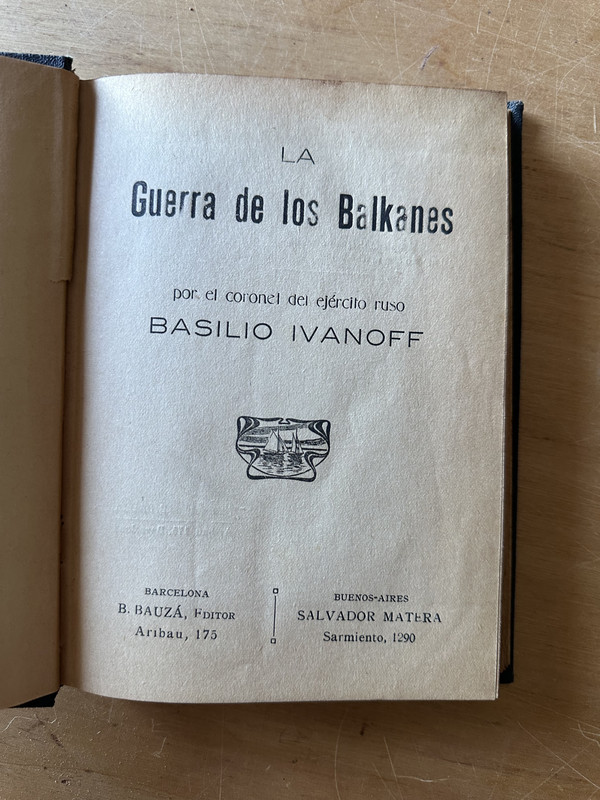 LA
Guerra de los Balkanes
por el coronel del ejército ruso
BASILIO IVANOFF
BARCELONA
B. BAUZÁ, EDITOR
Aribau, 175
BUENOS-AIRES
SALVADOR MATERA
Sarmiento, 1290